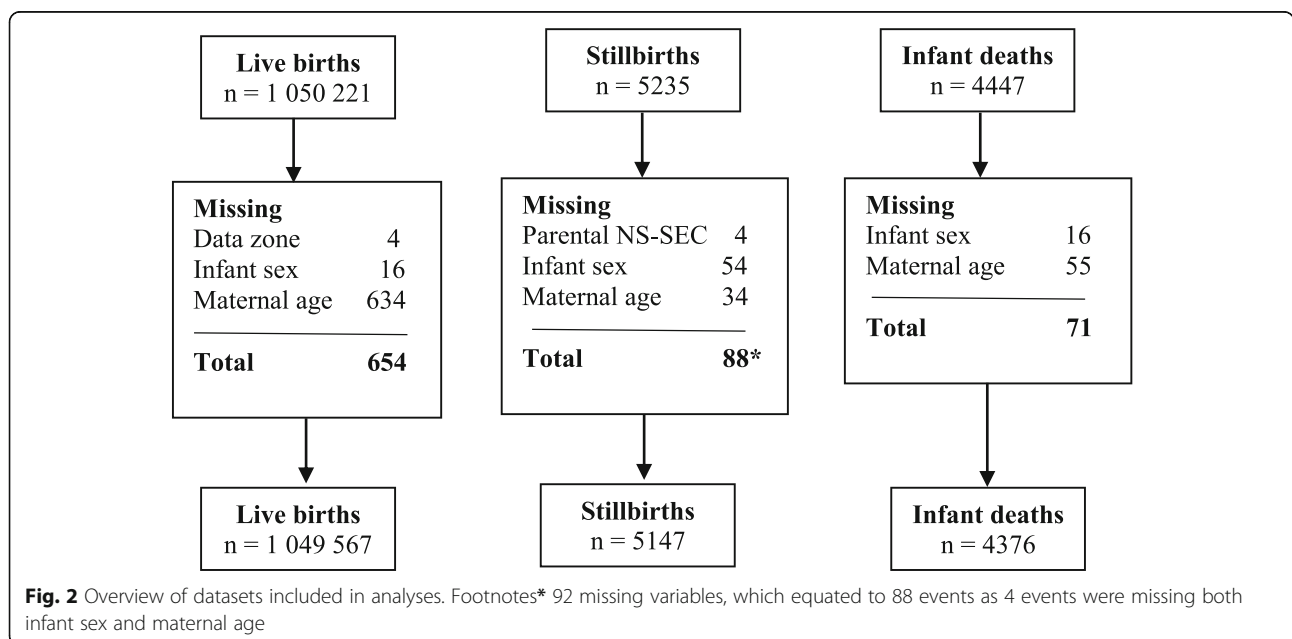 Live births
n = 1 050 221
Missing
Data zone 4
Infant sex 16
Maternal age 634
Total 654
Live births
n = 1 049 567
Stillbirths
n = 5235
Missing
Parental NS-SEC 4
Infant sex 54
Maternal age 34
Total 88*
Stillbirths
n = 5147
Infant deaths
n = 4447
Missing
Infant sex 16
Maternal age 55
Total 71
Infant deaths
n = 4376
Fig. 2 Overview of datasets included in analyses. Footnotes* 92 missing variables, which equated to 88 events as 4 events were missing both
infant sex and maternal age